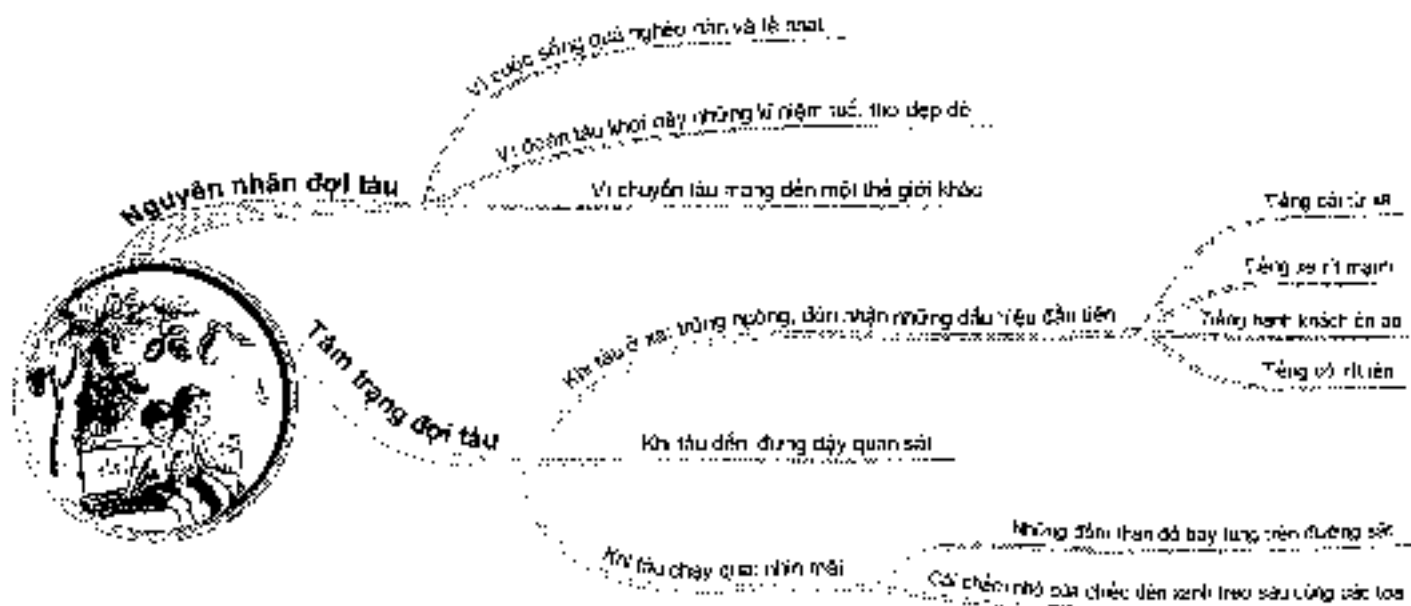 Nguyên nhân đợi tàu
Vì cuộc sống quá nghèo nàn và tẻ nhạt
Vì đoàn tàu khơi dậy những kỉ niệm tuổi thơ đẹp đẽ
Vì chuyến tàu mang đến một thế giới khác
Tâm trạng đợi tàu
Khi tàu ở xa: trông ngóng, đón nhận những dấu hiệu đầu tiên
Tiếng còi từ xa
Tiếng xe rít mạnh
Tiếng hành khách ồn ào
Tiếng rít lên
Khi tàu đến đứng dậy quan sát
Khi tàu chạy qua: nhìn mãi
Những đốm than đỏ bay tung trên đường sắt
Cái chấm nhỏ của chiếc đèn xanh treo sau cùng các toa